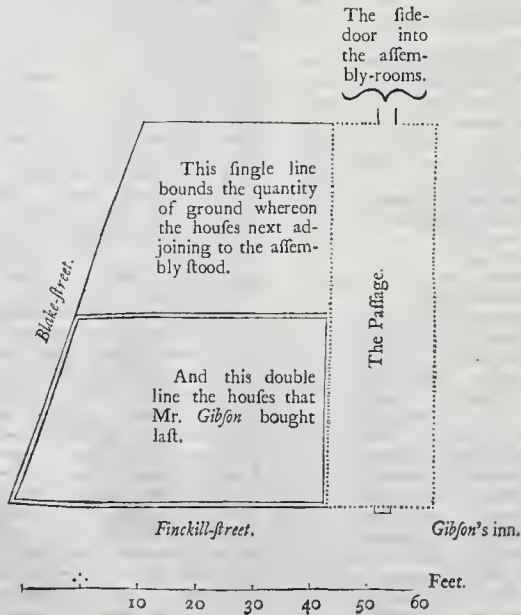 The ſide-
door into
the aſſem-
bly-rooms.
This ſingle line
bounds the quantity
of ground whereon
the houſes next ad-
joining to the aſſem-
bly ſtood.
Blake-ſtreet.
The Paſſage.
And this double
line the houſes that
Mr. Gibſon bought
laſt.
Finckill-ſtreet.
Gibſon's inn.
Feet.
10 20 30 40 50 60